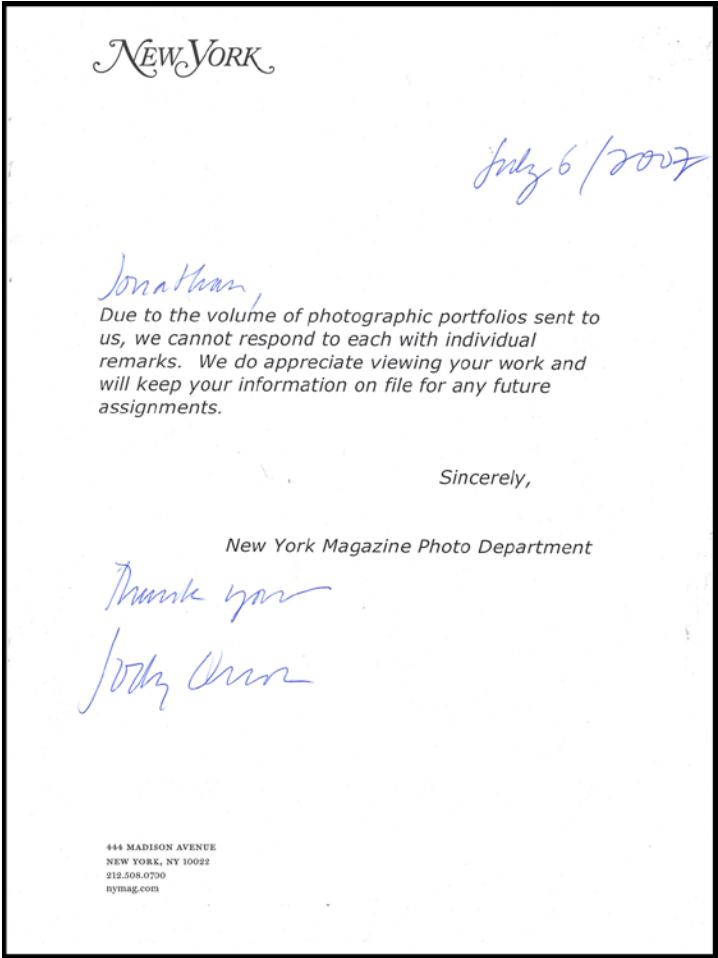 NEW YORK
July 6/2007
Jonathan,
Due to the volume of photographic portfolios sent to
us, we cannot respond to each with individual
remarks. We do appreciate viewing your work and
will keep your information on file for any future
assignments.
Sincerely,
New York Magazine Photo Department
Thank you
Jody
444 MADISON AVENUE
NEW YORK, NY 10022
212.508.0700
nymag.com